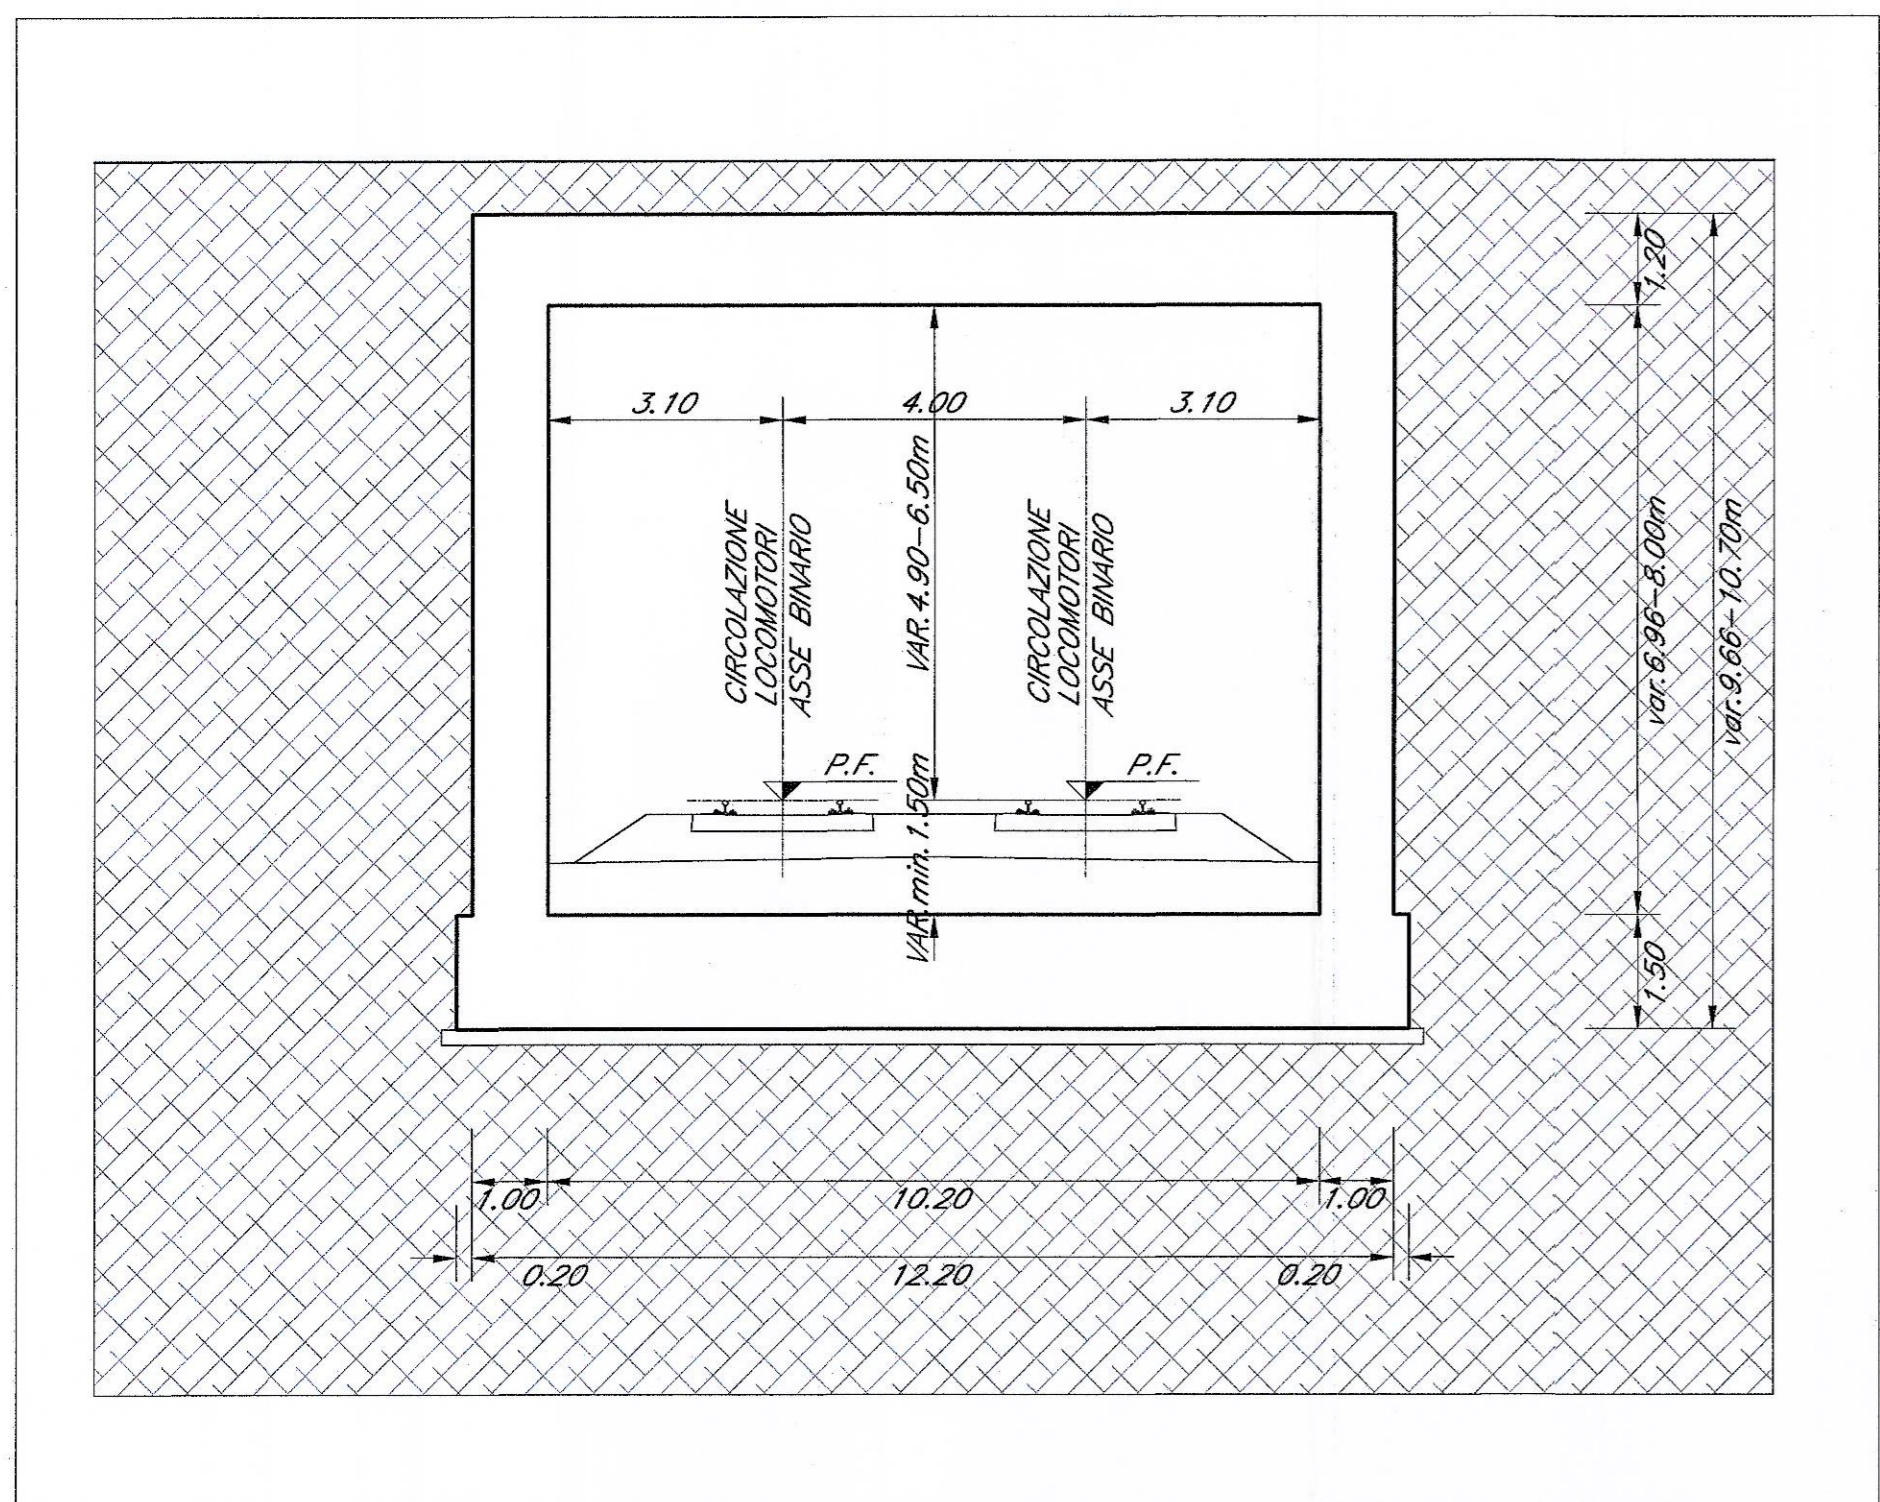 1.20
3.10
4.00
3.10
VAR. 4.90-6.50m
CIRCOLAZIONE
LOCOMOTORI
ASSE BINARIO
CIRCOLAZIONE
LOCOMOTORI
ASSE BINARIO
var.6.96-8.00m
var.9.66-10.70m
P.F.
P.F.
VAR.min. 1.50m
1.50
1.00
10.20
1.00
0.20
12.20
0.20